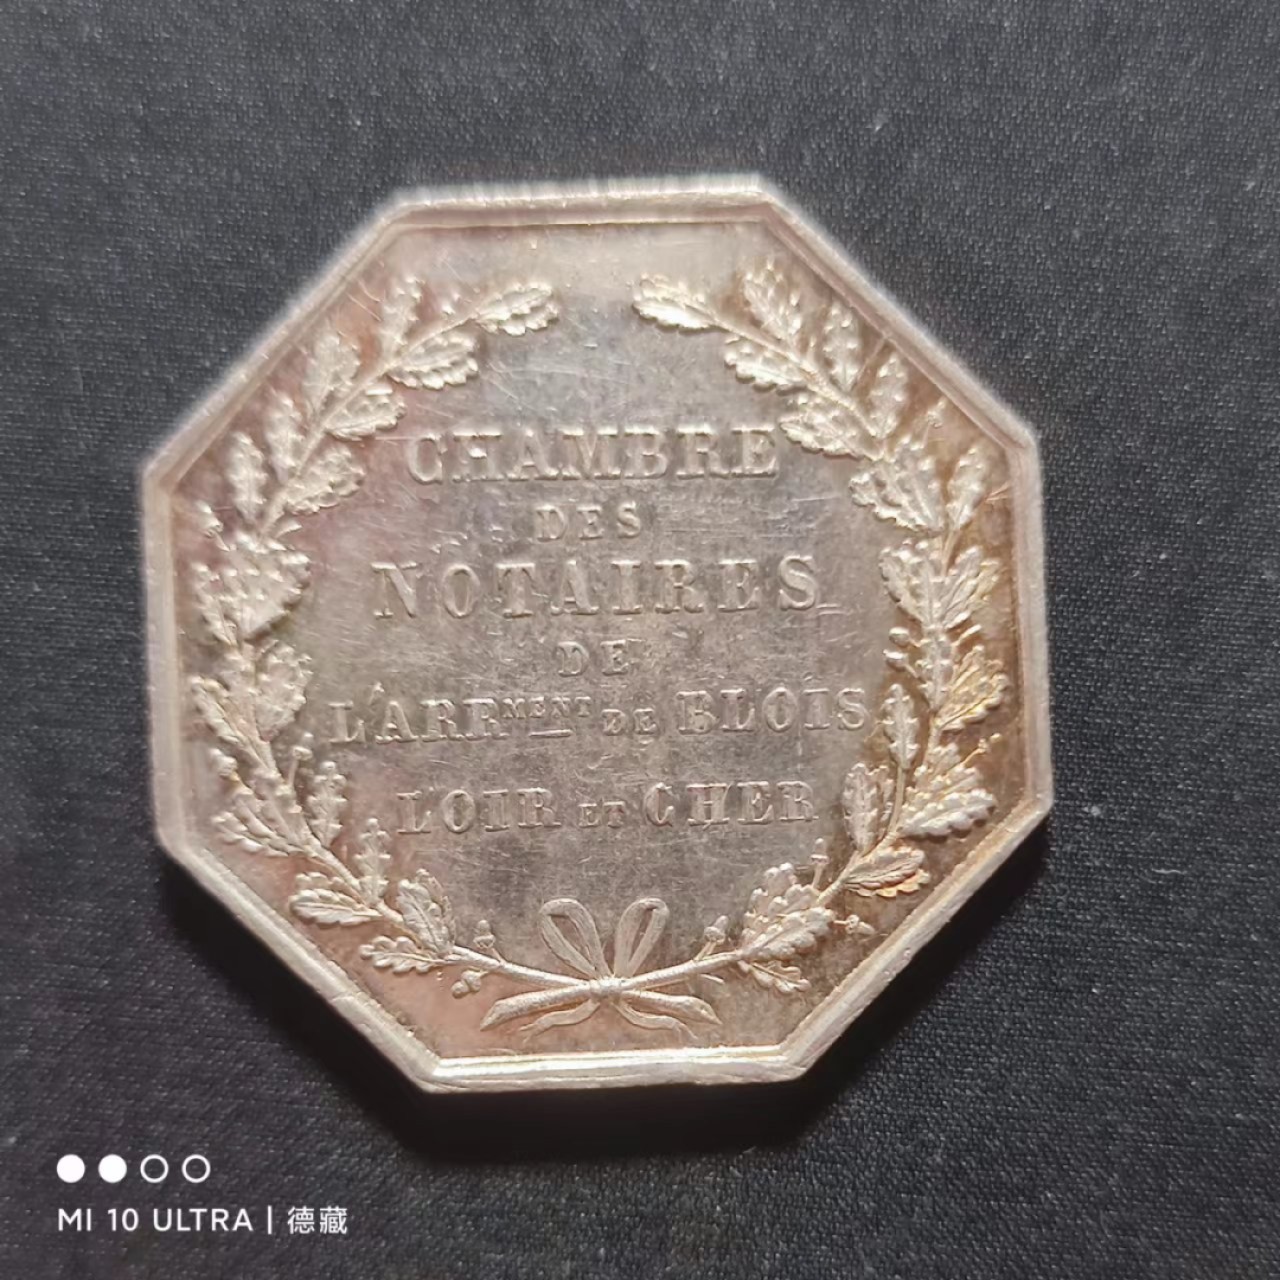 CHAMBRE
DES
NOTAIRES
DE
L'ARRMENT DE BLOIS
LOIR ET CHER
MI 10 ULTRA | 德藏